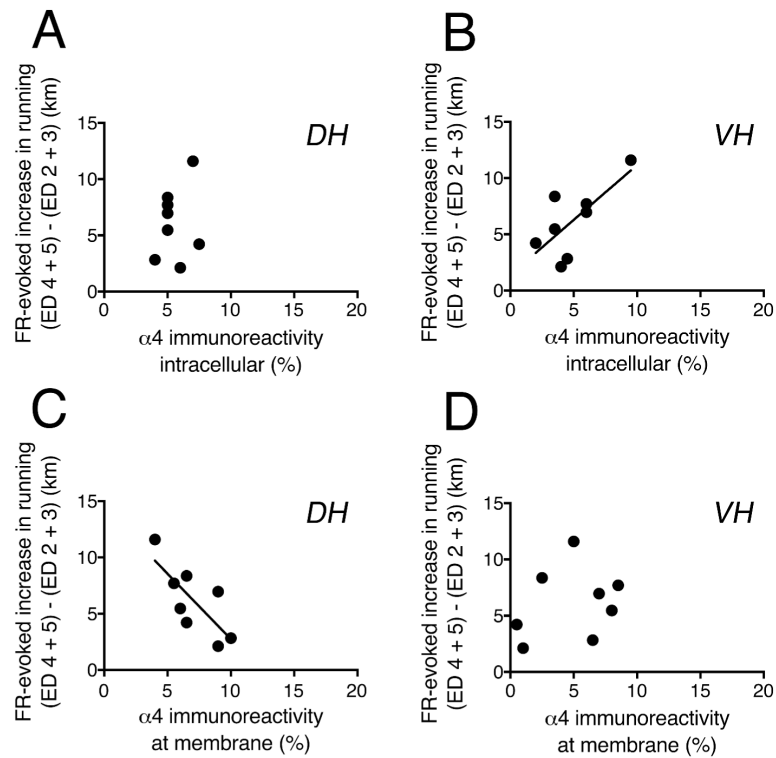 A
FR-evoked increase in running
(ED 4 + 5) - (ED 2 + 3) (km)
15
10
5
0
DH
0 5 10 15 20
α4 immunoreactivity
intracellular (%)
B
FR-evoked increase in running
(ED 4 + 5) - (ED 2 + 3) (km)
15
10
5
0
VH
0 5 10 15 20
α4 immunoreactivity
intracellular (%)
C
FR-evoked increase in running
(ED 4 + 5) - (ED 2 + 3) (km)
15
10
5
0
DH
0 5 10 15 20
α4 immunoreactivity
at membrane (%)
D
FR-evoked increase in running
(ED 4 + 5) - (ED 2 + 3) (km)
15
10
5
0
VH
0 5 10 15 20
α4 immunoreactivity
at membrane (%)